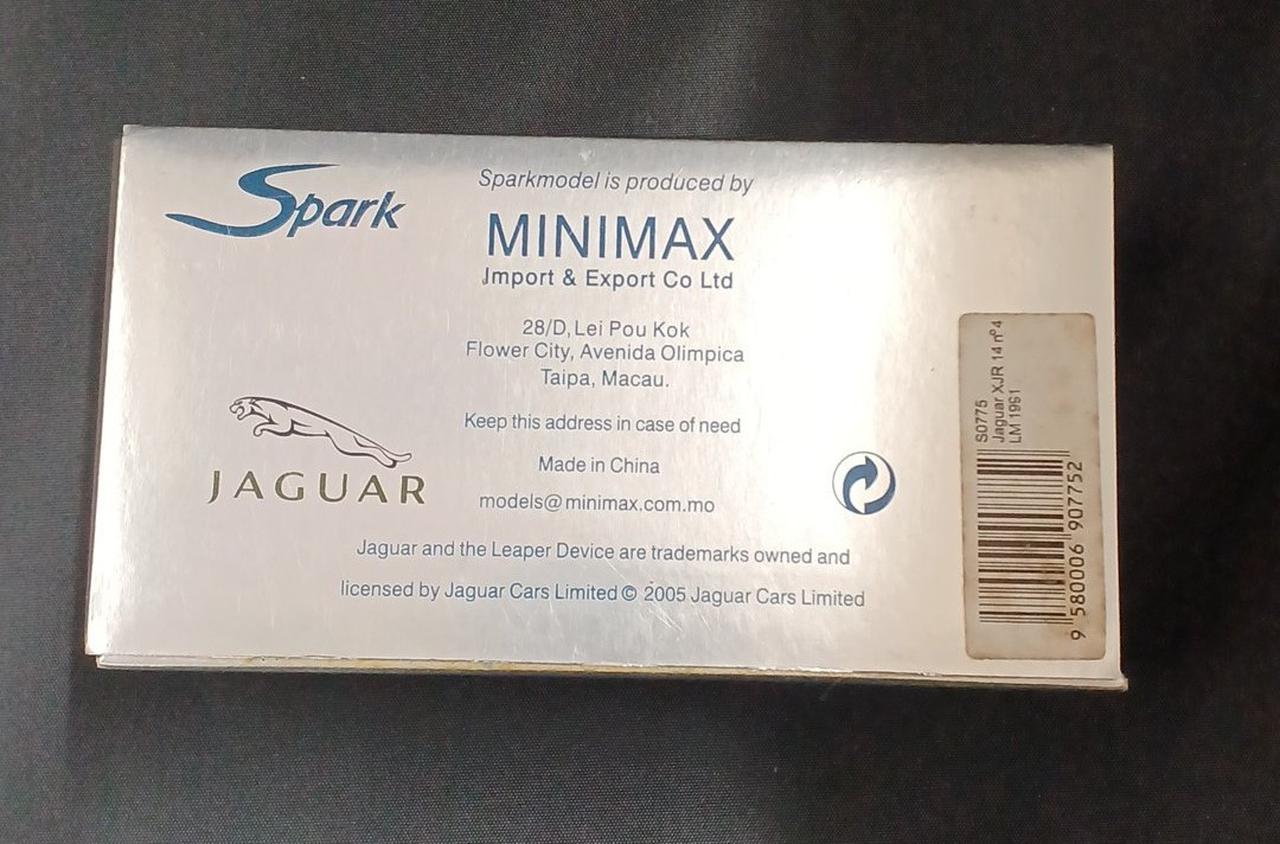 Spark
Sparkmodel is produced by
MINIMAX
Import & Export Co Ltd
28/D, Lei Pou Kok
Flower City, Avenida Olimpica
Taipa, Macau.
Keep this address in case of need
Made in China
models@minimax.com.mo
JAGUAR
Jaguar and the Leaper Device are trademarks owned and
licensed by Jaguar Cars Limited © 2005 Jaguar Cars Limited
S0775
Jaguar XJR 14 n°4
LM 1991
9 580006 907752